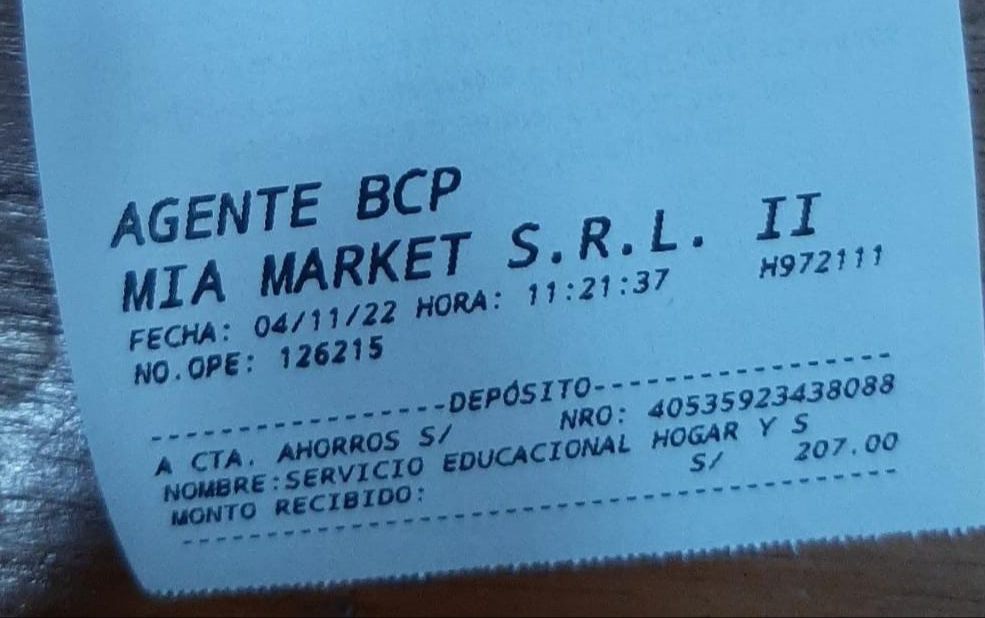 AGENTE BCP
MIA MARKET S.R.L. II
FECHA: 04/11/22 HORA: 11:21:37 H972111
NO.OPE: 126215
----------------DEPÓSITO----------------
A CTA. AHORROS S/ NRO: 40535923438088
NOMBRE:SERVICIO EDUCACIONAL HOGAR Y S
MONTO RECIBIDO: S/ 207.00